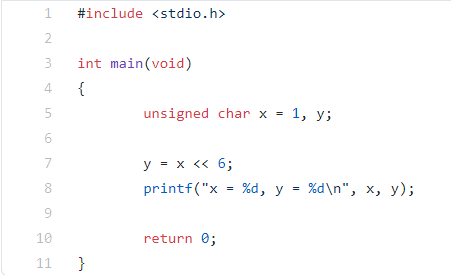 1 #include <stdio.h>
2
3 int main(void)
4 {
5 unsigned char x = 1, y;
6
7 y = x << 6;
8 printf("x = %d, y = %d\n", x, y);
9
10 return 0;
11 }